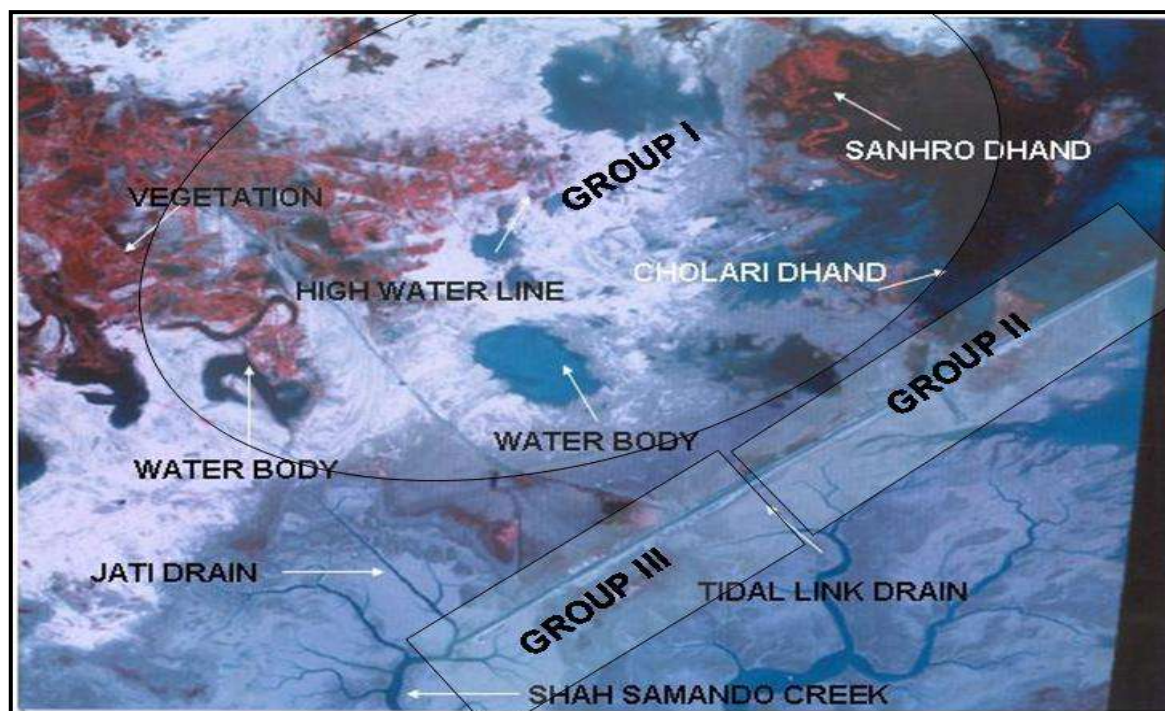 GROUP I
SANHRO DHAND
VEGETATION
CHOLARI DHAND
HIGH WATER LINE
GROUP II
WATER BODY
WATER BODY
JATI DRAIN
TIDAL LINK DRAIN
GROUP III
SHAH SAMANDO CREEK